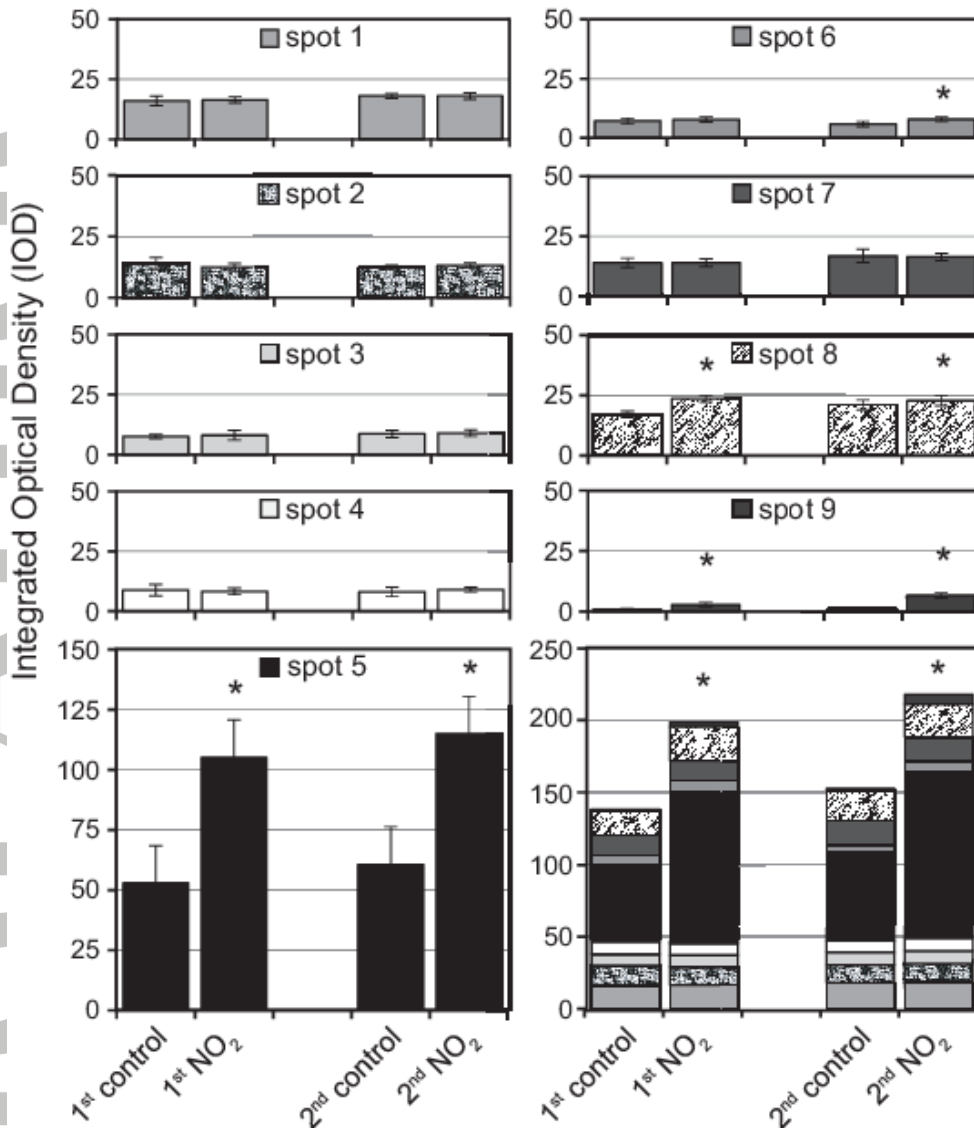 Integrated Optical Density (IOD)
50
25
0
spot 1
50
25
0
spot 2
50
25
0
spot 3
50
25
0
spot 4
150
125
100
75
50
25
0
spot 5
*
*
1st control
1st NO2
2nd control
2nd NO2
50
25
0
spot 6
*
50
25
0
spot 7
50
25
0
spot 8
*
*
50
25
0
spot 9
*
*
250
200
150
100
50
0
*
*
1st control
1st NO2
2nd control
2nd NO2